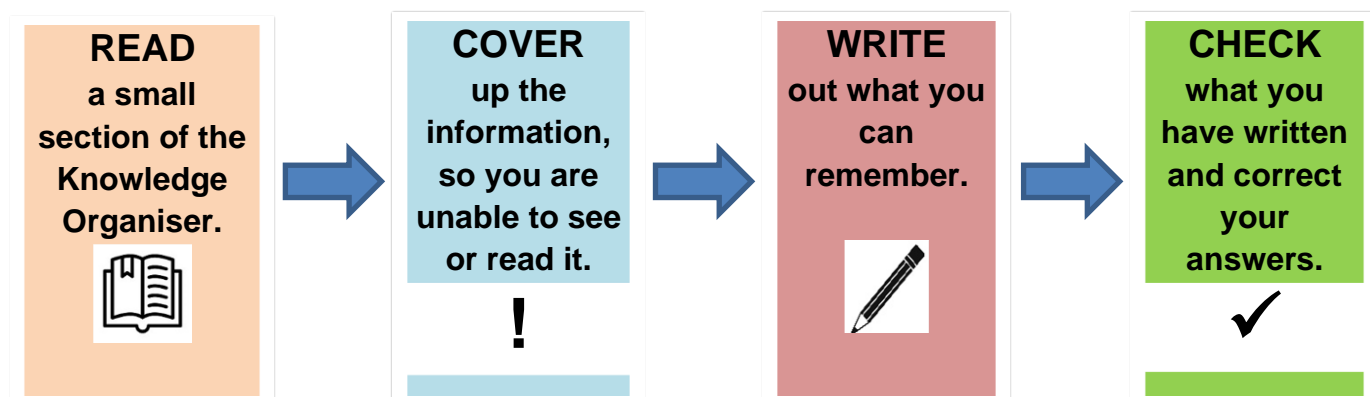 READ
a small
section of the
Knowledge
Organiser.
COVER
up the
information,
so you are
unable to see
or read it.
!
WRITE
out what you
can
remember.
CHECK
what you
have written
and correct
your
answers.
✓